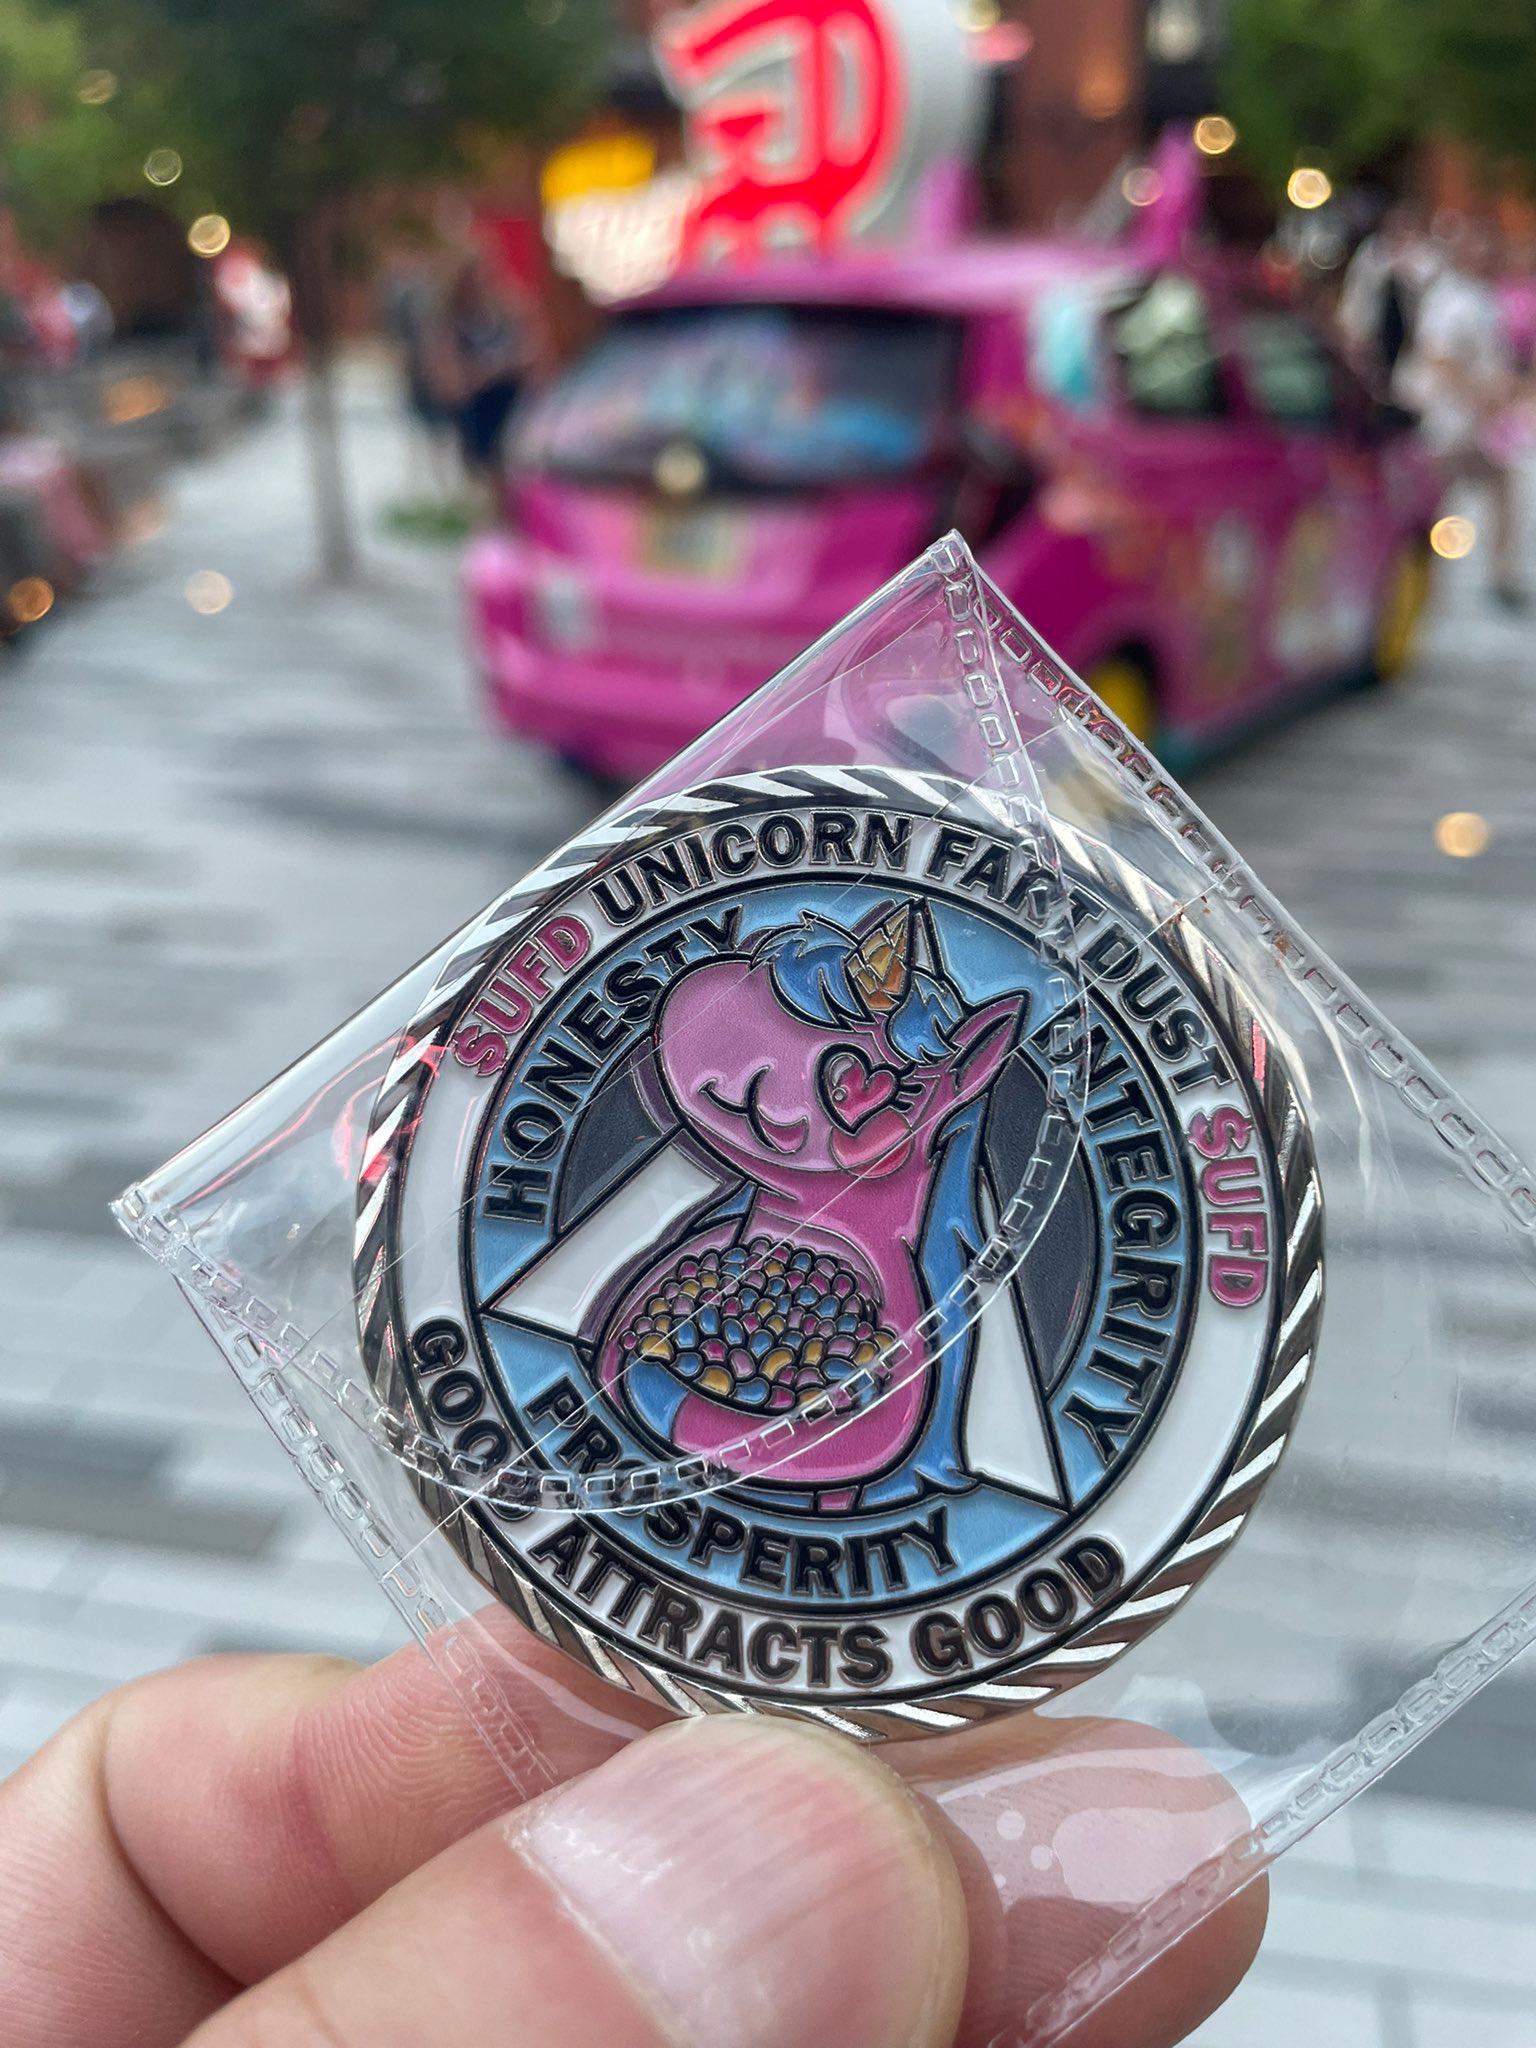 $UFD UNICORN FART DUST $UFD
HONESTY
INTEGRITY
PROSPERITY
GOOD ATTRACTS GOOD